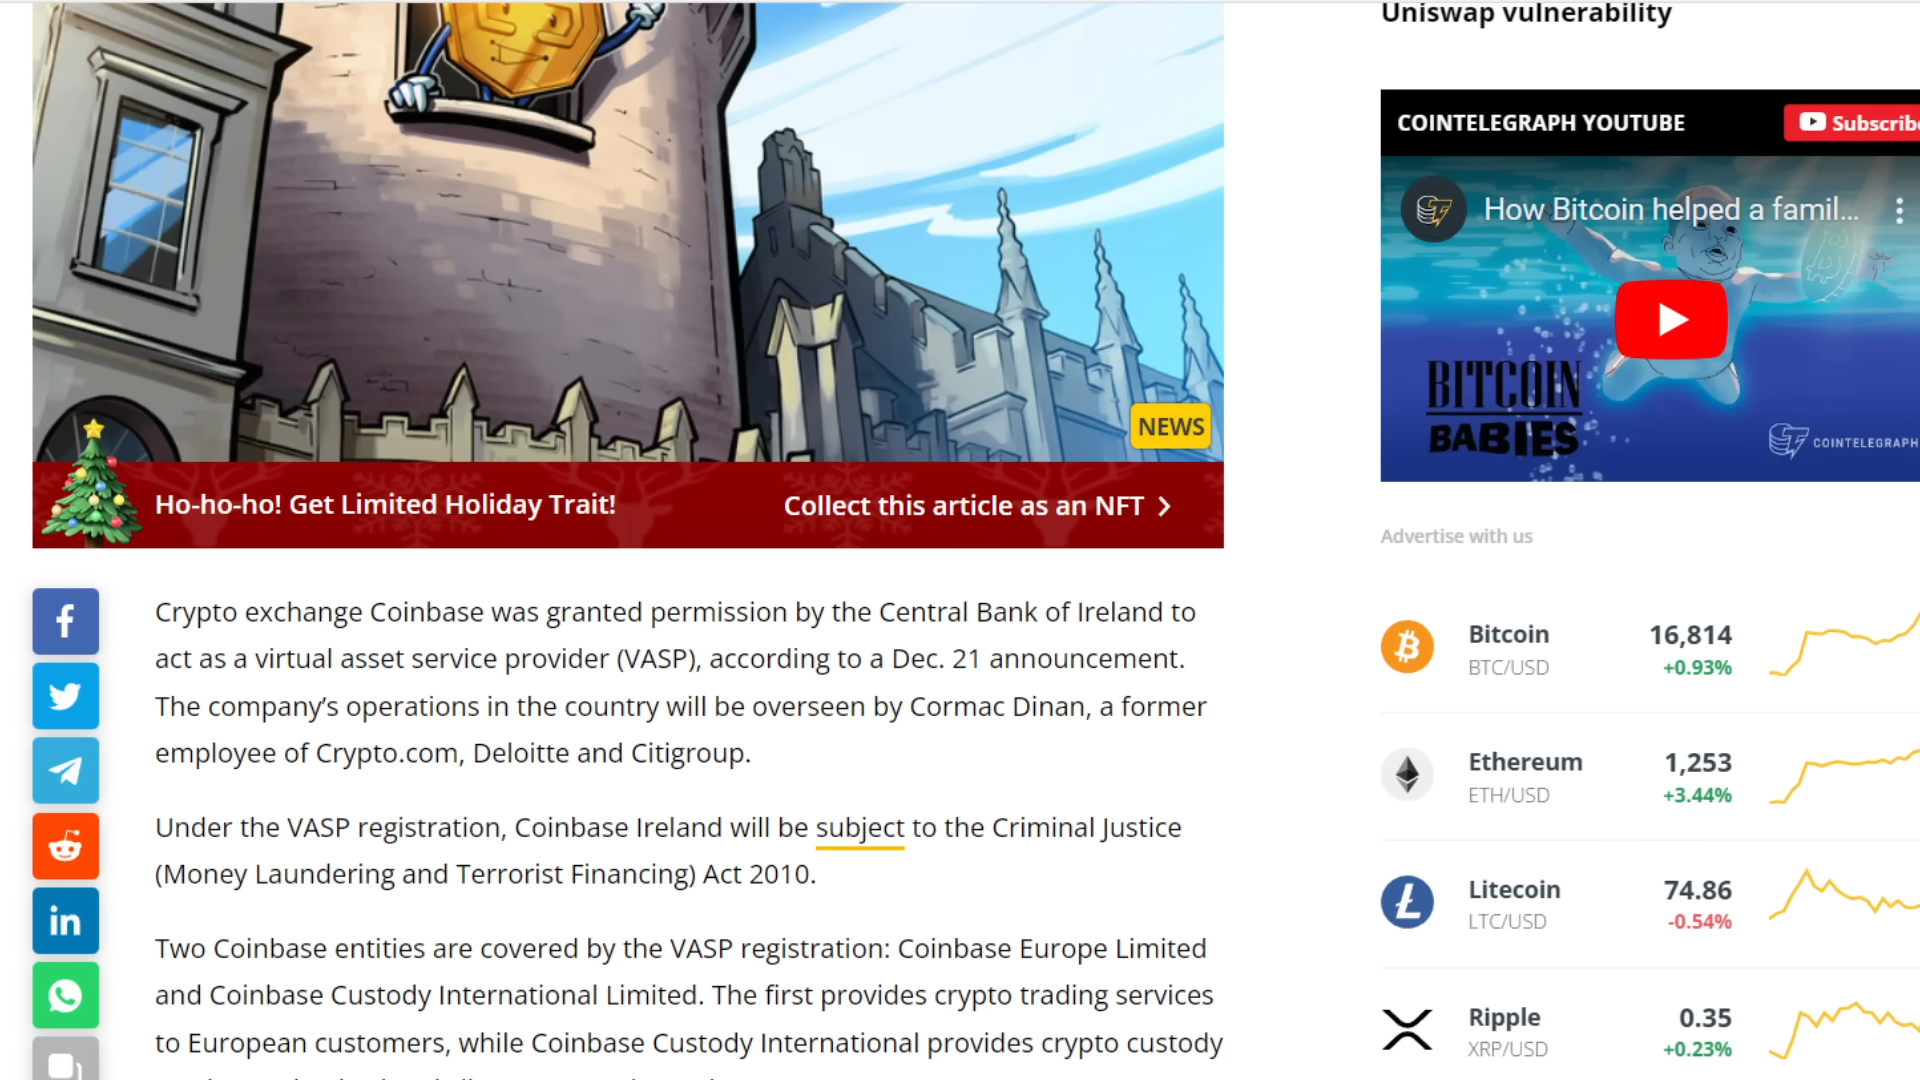 Uniswap vulnerability
COINTELEGRAPH YOUTUBE
Subscribe
How Bitcoin helped a famil...
BITCOIN
BABIES
COINTELEGRAPH
NEWS
Ho-ho-ho! Get Limited Holiday Trait!
Collect this article as an NFT
Advertise with us
Crypto exchange Coinbase was granted permission by the Central Bank of Ireland to
act as a virtual asset service provider (VASP), according to a Dec. 21 announcement.
The company’s operations in the country will be overseen by Cormac Dinan, a former
employee of Crypto.com, Deloitte and Citigroup.
Under the VASP registration, Coinbase Ireland will be subject to the Criminal Justice
(Money Laundering and Terrorist Financing) Act 2010.
Two Coinbase entities are covered by the VASP registration: Coinbase Europe Limited
and Coinbase Custody International Limited. The first provides crypto trading services
to European customers, while Coinbase Custody International provides crypto custody
Bitcoin 16,814
BTC/USD +0.93%
Ethereum 1,253
ETH/USD +3.44%
Litecoin 74.86
LTC/USD -0.54%
Ripple 0.35
XRP/USD +0.23%